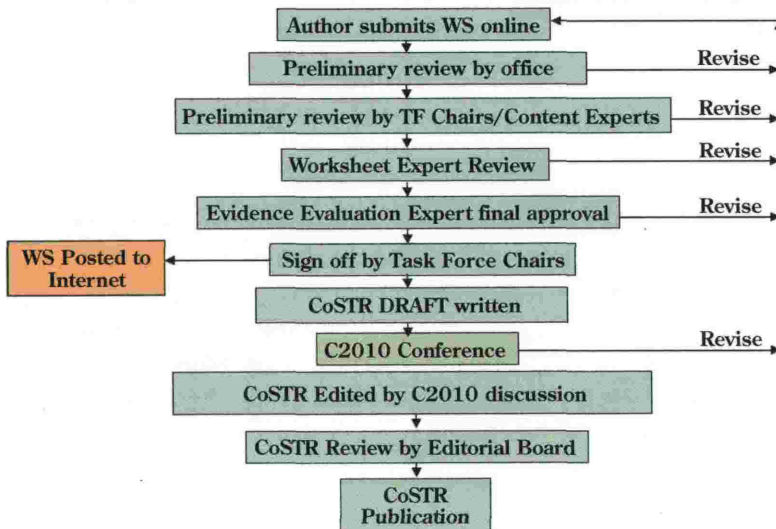 Author submits WS online
Preliminary review by office
Revise
Preliminary review by TF Chairs/Content Experts
Revise
Worksheet Expert Review
Revise
Evidence Evaluation Expert final approval
Revise
WS Posted to
Internet
Sign off by Task Force Chairs
CoSTR DRAFT written
C2010 Conference
Revise
CoSTR Edited by C2010 discussion
CoSTR Review by Editorial Board
CoSTR
Publication